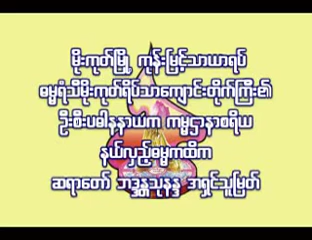 မိုးကုတ်မြို့ ကုန်းမြင့်သာယာရပ်
ဓမ္မရံသီမိုးကုတ်ရိပ်သာကျောင်းတိုက်ကြီး၏
ဦးစီးပဓါနနာယက ကမ္မဋ္ဌာနာစရိယ
နယ်လှည့်ဓမ္မကထိက
ဆရာတော် ဘဒ္ဒန္တသုနန္ဒ အရှင်သူမြတ်